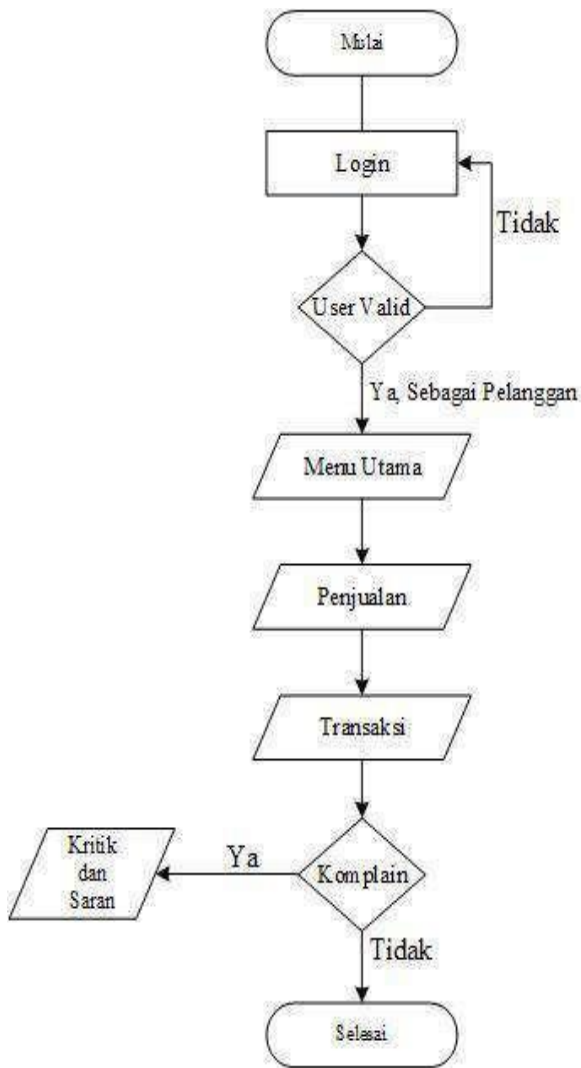 Mulai
Login
Tidak
User Valid
Ya, Sebagai Pelanggan
Menu Utama
Penjualan
Transaksi
Kritik
dan
Saran
Ya
Komplain
Tidak
Selesai